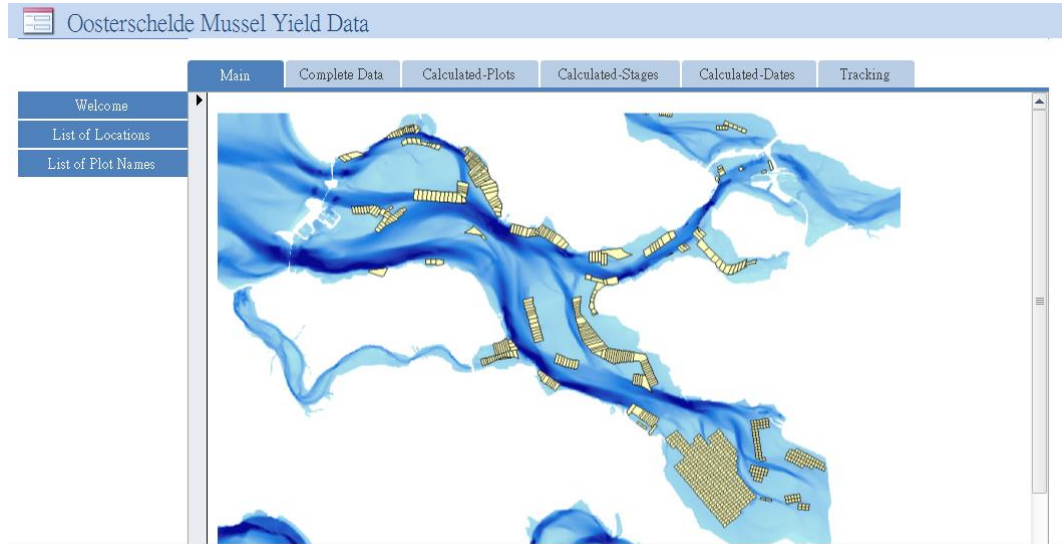 Oosterschelde Mussel Yield Data
Main Complete Data Calculated-Plots Calculated-Stages Calculated-Dates Tracking
Welcome
List of Locations
List of Plot Names